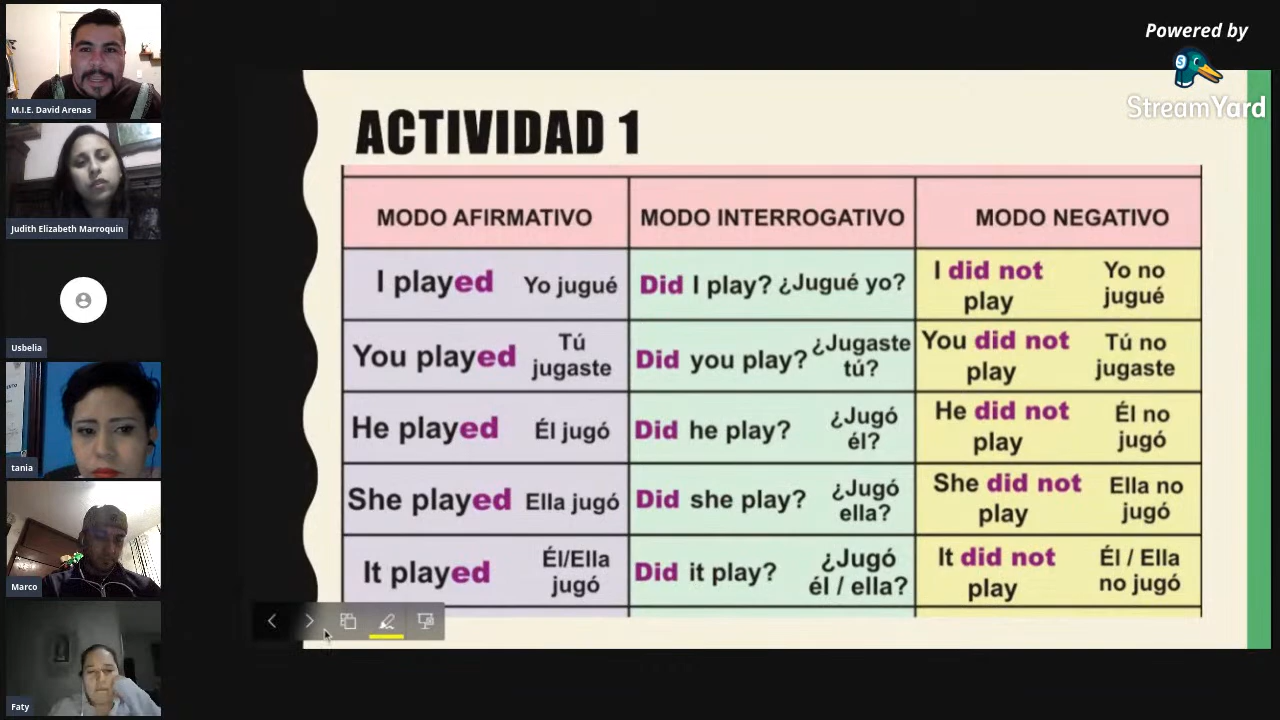 Powered by
StreamYard
M.I.E. David Arenas
Judith Elizabeth Marroquin
Usbelia
tania
Marco
Faty
ACTIVIDAD 1
MODO AFIRMATIVO
MODO INTERROGATIVO
MODO NEGATIVO
I played
Yo jugué
Did I play?
¿Jugué yo?
I did not
play
Yo no
jugué
You played
Tú
jugaste
Did you play?
¿Jugaste
tú?
You did not
play
Tú no
jugaste
He played
Él jugó
Did he play?
¿Jugó
él?
He did not
play
Él no
jugó
She played
Ella jugó
Did she play?
¿Jugó
ella?
She did not
play
Ella no
jugó
It played
Él/Ella
jugó
Did it play?
¿Jugó
él / ella?
It did not
play
Él / Ella
no jugó